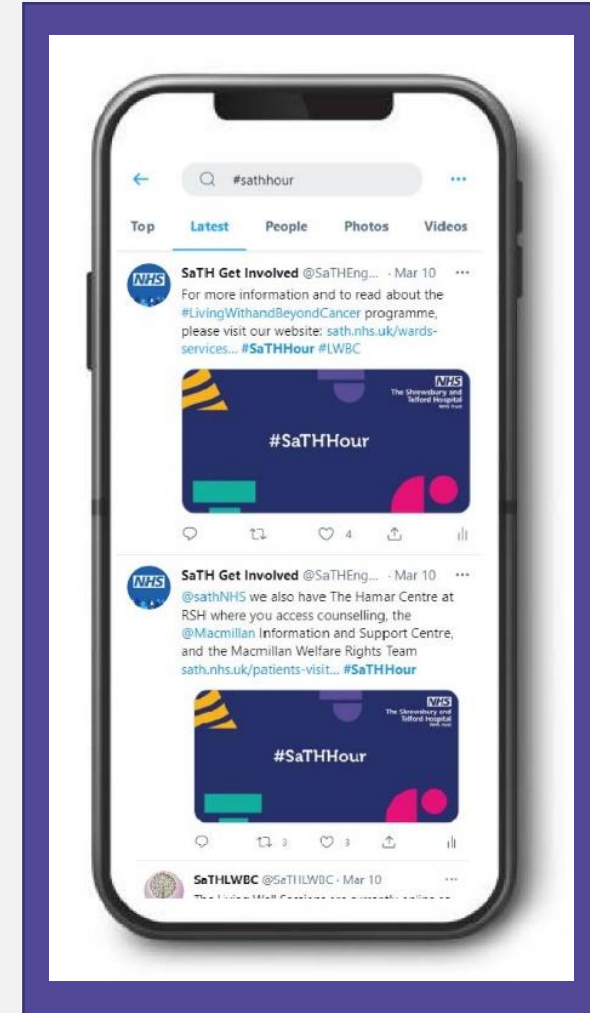 #sathhour
Top Latest People Photos Videos
SaTH Get Involved @SaTHEng... · Mar 10
For more information and to read about the
#LivingWithandBeyondCancer programme,
please visit our website: sath.nhs.uk/wards-
services... #SaTHHour #LWBC
NHS
NHS
The Shrewsbury and
Telford Hospital
NHS Trust
#SaTHHour
4
SaTH Get Involved @SaTHEng... · Mar 10
@sathNHS we also have The Hamar Centre at
RSH where you access counselling, the
@Macmillan Information and Support Centre,
and the Macmillan Welfare Rights Team
sath.nhs.uk/patients-visit... #SaTHHour
NHS
NHS
The Shrewsbury and
Telford Hospital
NHS Trust
#SaTHHour
3 3
SaTHLWBC @SaTHLWBC · Mar 10